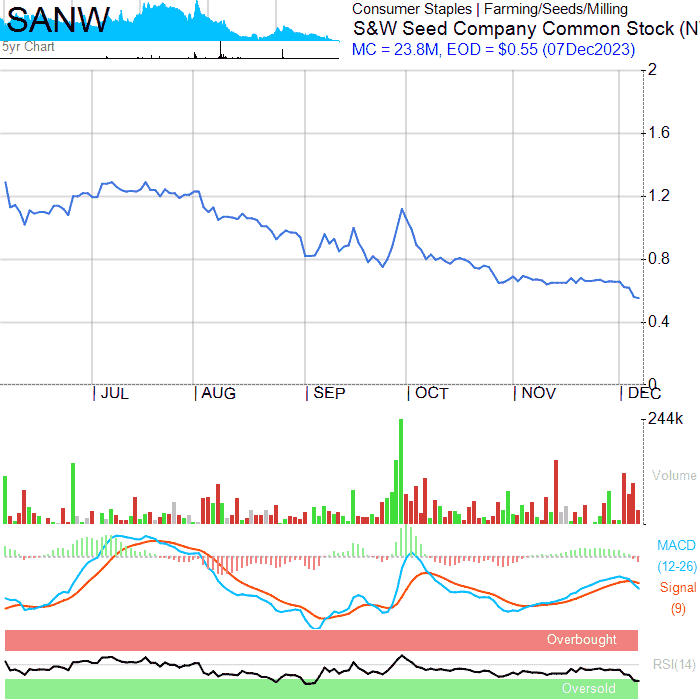 SANW
5yr Chart
Consumer Staples | Farming/Seeds/Milling
S&W Seed Company Common Stock (N
MC = 23.8M, EOD = $0.55 (07Dec2023)
2
1.6
1.2
0.8
0.4
0
JUL AUG SEP OCT NOV DEC
244k
Volume
MACD
(12-26)
Signal
(9)
Overbought
RSI(14)
Oversold